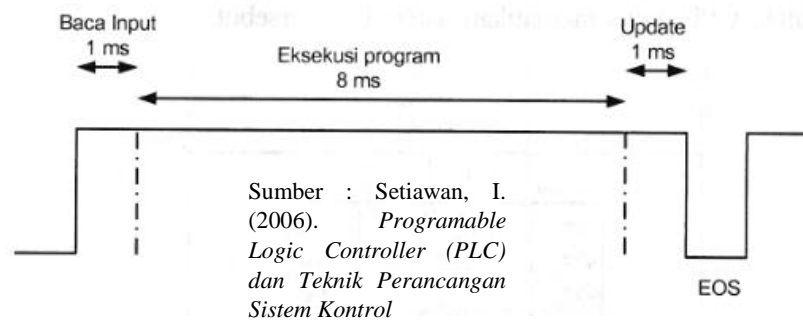 Baca Input
1 ms
Eksekusi program
8 ms
Update
1 ms
Sumber : Setiawan, I.
(2006). Programable
Logic Controller (PLC)
dan Teknik Perancangan
Sistem Kontrol
EOS